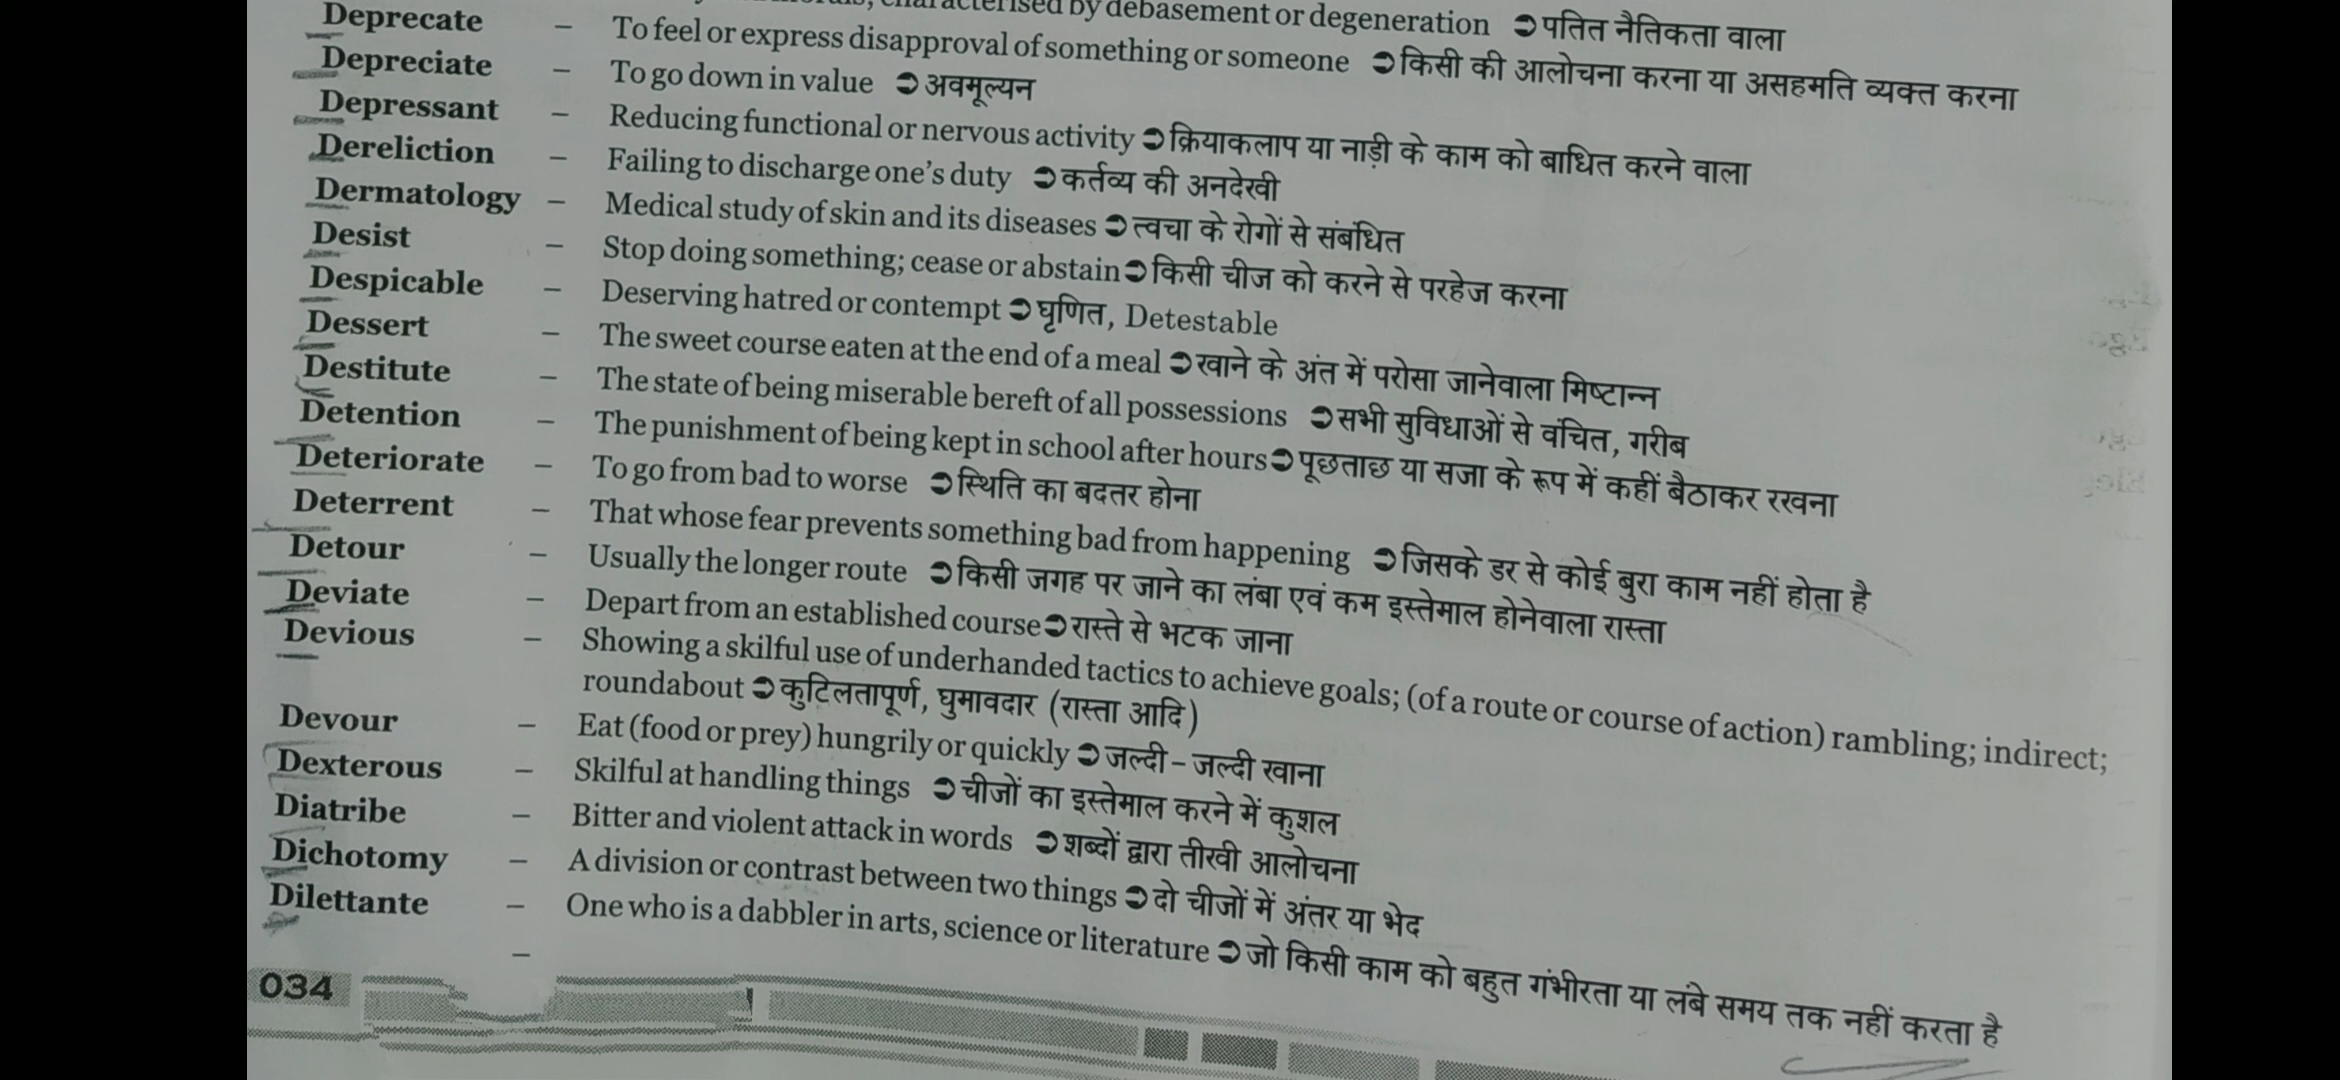 characterised by debasement or degeneration ➲ पतित नैतिकता वाला
Deprecate – To feel or express disapproval of something or someone ➲ किसी की आलोचना करना या असहमति व्यक्त करना
Depreciate – To go down in value ➲ अवमूल्यन
Depressant – Reducing functional or nervous activity ➲ क्रियाकलाप या नाड़ी के काम को बाधित करने वाला
Dereliction – Failing to discharge one's duty ➲ कर्तव्य की अनदेखी
Dermatology – Medical study of skin and its diseases ➲ त्वचा के रोगों से संबंधित
Desist – Stop doing something; cease or abstain ➲ किसी चीज को करने से परहेज करना
Despicable – Deserving hatred or contempt ➲ घृणित, Detestable
Dessert – The sweet course eaten at the end of a meal ➲ खाने के अंत में परोसा जानेवाला मिष्टान्न
Destitute – The state of being miserable bereft of all possessions ➲ सभी सुविधाओं से वंचित, गरीब
Detention – The punishment of being kept in school after hours ➲ पूछताछ या सजा के रूप में कहीं बैठाकर रखना
Deteriorate – To go from bad to worse ➲ स्थिति का बदतर होना
Deterrent – That whose fear prevents something bad from happening ➲ जिसके डर से कोई बुरा काम नहीं होता है
Detour – Usually the longer route ➲ किसी जगह पर जाने का लंबा एवं कम इस्तेमाल होनेवाला रास्ता
Deviate – Depart from an established course ➲ रास्ते से भटक जाना
Devious – Showing a skilful use of underhanded tactics to achieve goals; (of a route or course of action) rambling; indirect;
roundabout ➲ कुटिलतापूर्ण, घुमावदार (रास्ता आदि)
Devour – Eat (food or prey) hungrily or quickly ➲ जल्दी – जल्दी खाना
Dexterous – Skilful at handling things ➲ चीजों का इस्तेमाल करने में कुशल
Diatribe – Bitter and violent attack in words ➲ शब्दों द्वारा तीखी आलोचना
Dichotomy – A division or contrast between two things ➲ दो चीजों में अंतर या भेद
Dilettante – One who is a dabbler in arts, science or literature ➲ जो किसी काम को बहुत गंभीरता या लंबे समय तक नहीं करता है
–
034